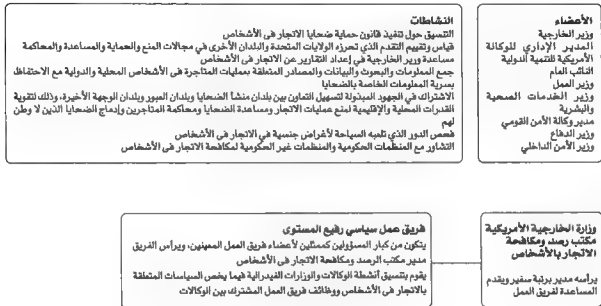 الأعضاء
وزير الخارجية
المدير الإداري للوكالة
الأمريكية للتنمية الدولية
النائب العام
وزير العمل
وزير الخدمات الصحية
والبشرية
مدير وكالة الأمن القومي
وزير الدفاع
وزير الأمن الداخلي
النشاطات
التنسيق حول تنفيذ قانون حماية ضحايا الاتجار في الأشخاص
قياس وتقييم التقدم الذي تحرزه الولايات المتحدة والبلدان الأخرى في مجالات المنع والحماية والمساعدة والمحاكمة
مساعدة وزير الخارجية في إعداد التقارير عن الاتجار في الأشخاص
جمع المعلومات والبحوث والبيانات والمصادر المتعلقة بعمليات المتاجرة في الأشخاص المحلية والدولية مع الاحتفاظ
بسرية المعلومات الخاصة بالضحايا
الاشتراك في الجهود المبذولة لتسهيل التعاون بين بلدان منشأ الضحايا وبلدان العبور وبلدان الوجهة الأخيرة، وذلك لتقوية
القدرات المحلية والإقليمية لمنع عمليات الاتجار ومساعدة الضحايا ومحاكمة المتاجرين وإدماج الضحايا الذين لا وطن
لهم
فحص الدور الذي تلعبه السياحة لأغراض جنسية في الاتجار في الأشخاص
التشاور مع المنظمات الحكومية والمنظمات غير الحكومية لمكافحة الاتجار في الأشخاص
وزارة الخارجية الأمريكية
مكتب رصد ومكافحة
الاتجار بالأشخاص
يرأسه مدير برتبة سفير ويقدم
المساعدة لفريق العمل
فريق عمل سياسي رفيع المستوى
يتكون من كبار المسؤولين كممثلين لأعضاء فريق العمل المعينين، ويرأس الفريق
مدير مكتب الرصد ومكافحة الاتجار في الأشخاص
يقوم بتنسيق أنشطة الوكالات والوزارات الفيدرالية فيما يخص السياسات المتعلقة
بالاتجار في الأشخاص ووظائف فريق العمل المشترك بين الوكالات